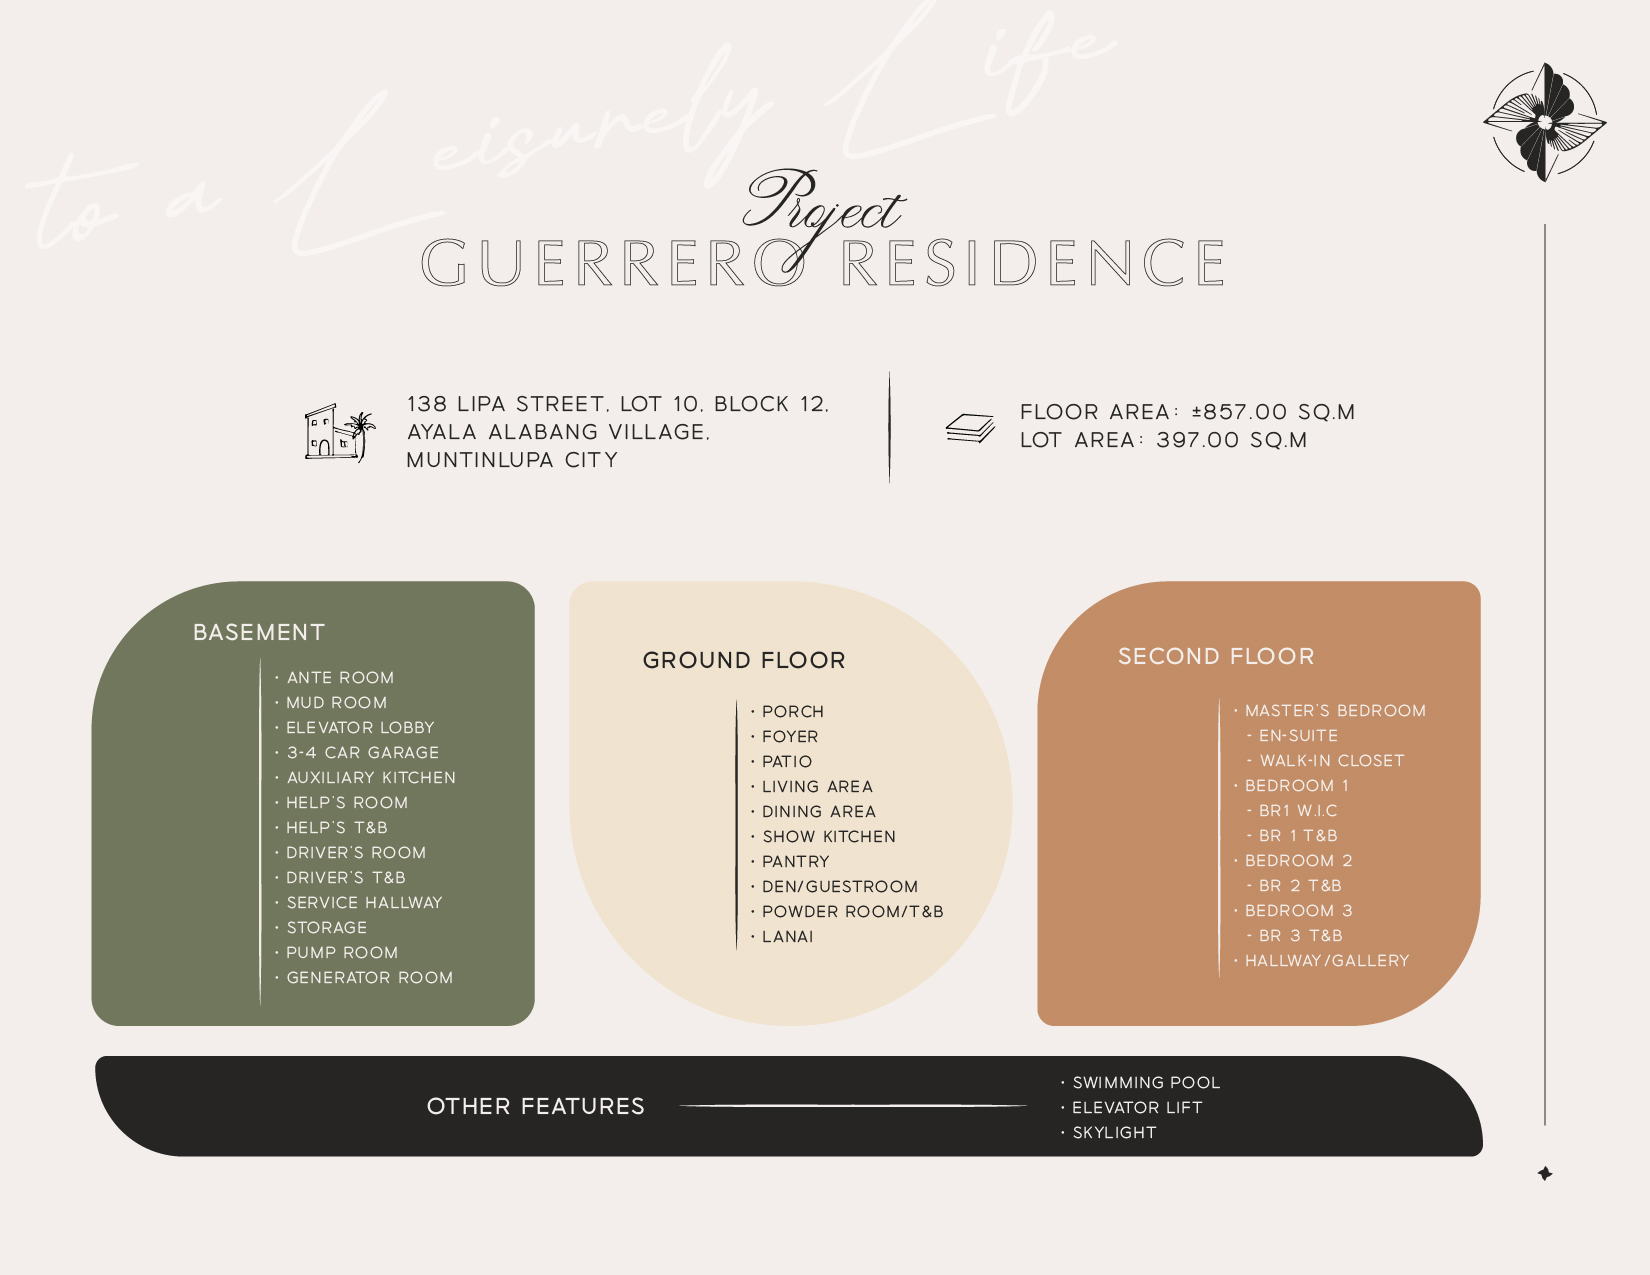 to a Leisurely Life
Project
GUERRERO RESIDENCE
138 LIPA STREET, LOT 10, BLOCK 12,
AYALA ALABANG VILLAGE,
MUNTINLUPA CITY
FLOOR AREA: ±857.00 SQ.M
LOT AREA: 397.00 SQ.M
BASEMENT
· ANTE ROOM
· MUD ROOM
· ELEVATOR LOBBY
· 3-4 CAR GARAGE
· AUXILIARY KITCHEN
· HELP'S ROOM
· HELP'S T&B
· DRIVER'S ROOM
· DRIVER'S T&B
· SERVICE HALLWAY
· STORAGE
· PUMP ROOM
· GENERATOR ROOM
GROUND FLOOR
· PORCH
· FOYER
· PATIO
· LIVING AREA
· DINING AREA
· SHOW KITCHEN
· PANTRY
· DEN/GUESTROOM
· POWDER ROOM/T&B
· LANAI
SECOND FLOOR
· MASTER'S BEDROOM
- EN-SUITE
- WALK-IN CLOSET
· BEDROOM 1
- BR1 W.I.C
- BR 1 T&B
· BEDROOM 2
- BR 2 T&B
· BEDROOM 3
- BR 3 T&B
· HALLWAY/GALLERY
OTHER FEATURES
· SWIMMING POOL
· ELEVATOR LIFT
· SKYLIGHT